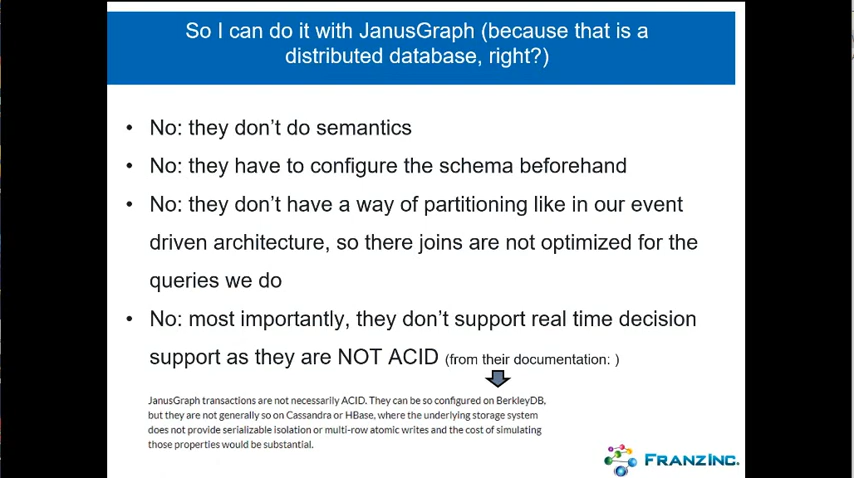 So I can do it with JanusGraph (because that is a
distributed database, right?)
• No: they don't do semantics
• No: they have to configure the schema beforehand
• No: they don't have a way of partitioning like in our event
driven architecture, so there joins are not optimized for the
queries we do
• No: most importantly, they don't support real time decision
support as they are NOT ACID (from their documentation: )
JanusGraph transactions are not necessarily ACID. They can be so configured on BerkleyDB,
but they are not generally so on Cassandra or HBase, where the underlying storage system
does not provide serializable isolation or multi-row atomic writes and the cost of simulating
those properties would be substantial.
FRANZINC.